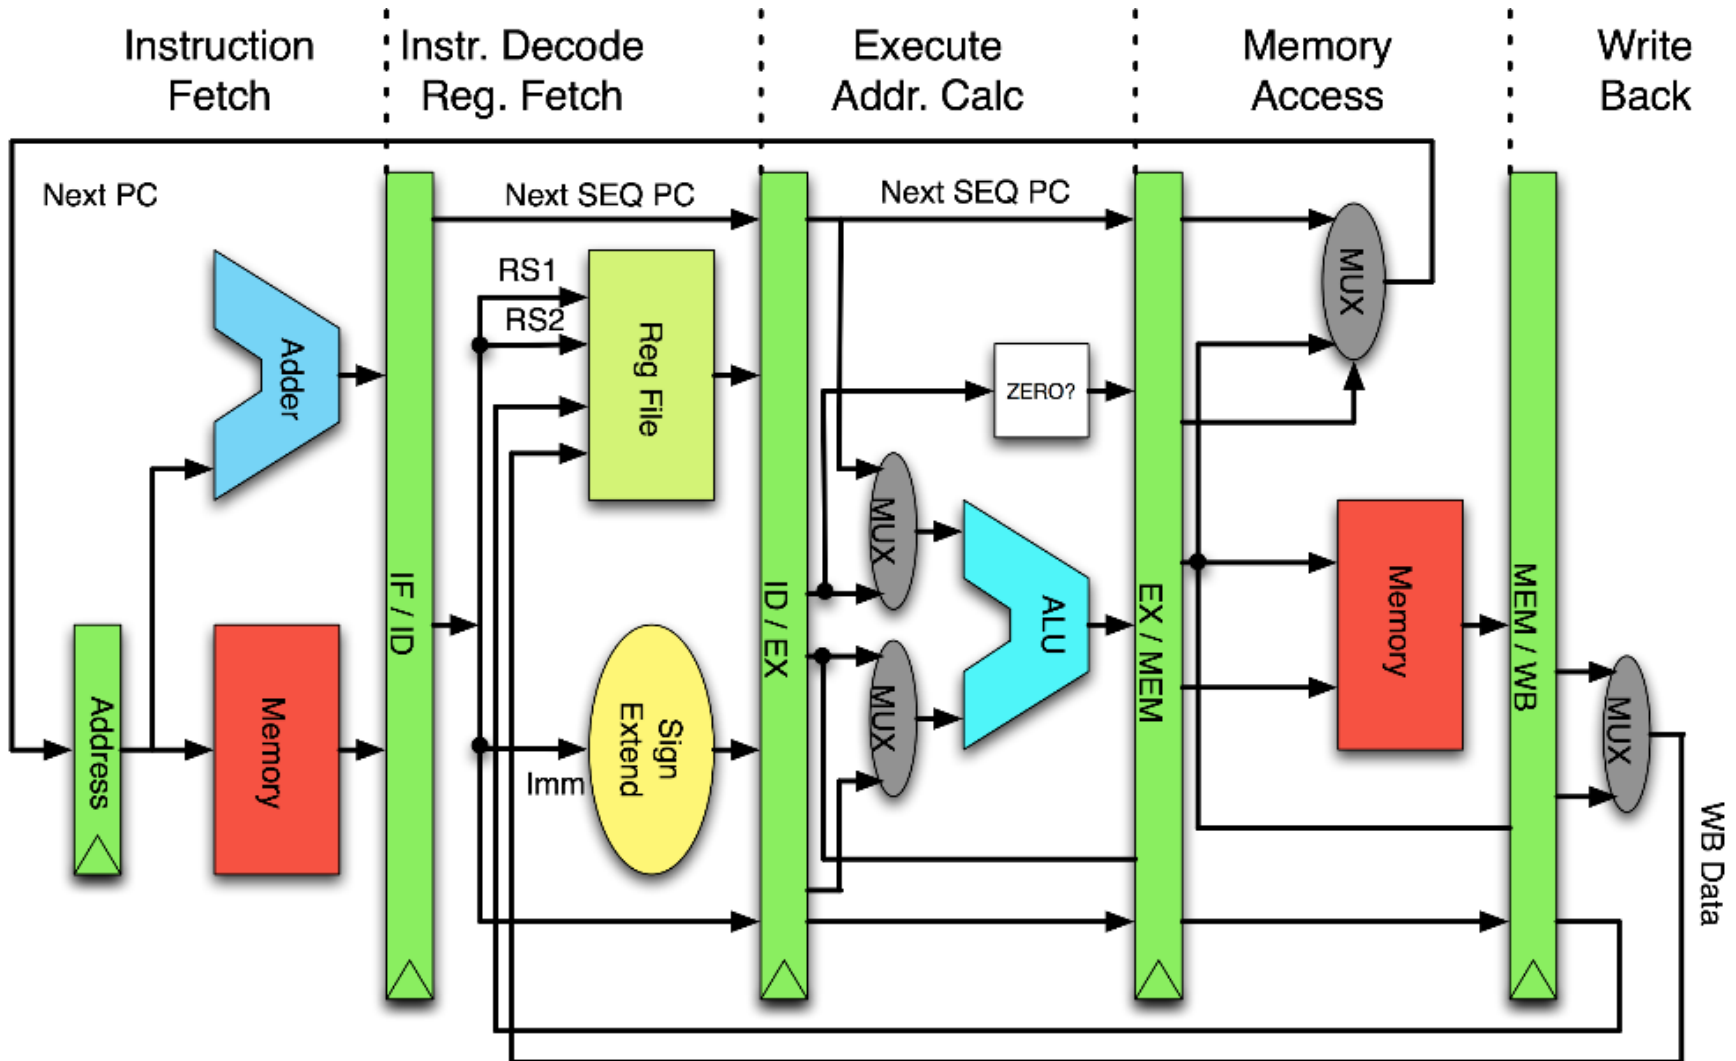 Instruction
Fetch
Instr. Decode
Reg. Fetch
Execute
Addr. Calc
Memory
Access
Write
Back
Next PC
Next SEQ PC
Next SEQ PC
RS1
RS2
Adder
Reg File
MUX
ZERO?
MUX
ALU
IF / ID
ID / EX
EX / MEM
Memory
MEM / WB
Address
Memory
Sign
Extend
Imm
MUX
MUX
WB Data